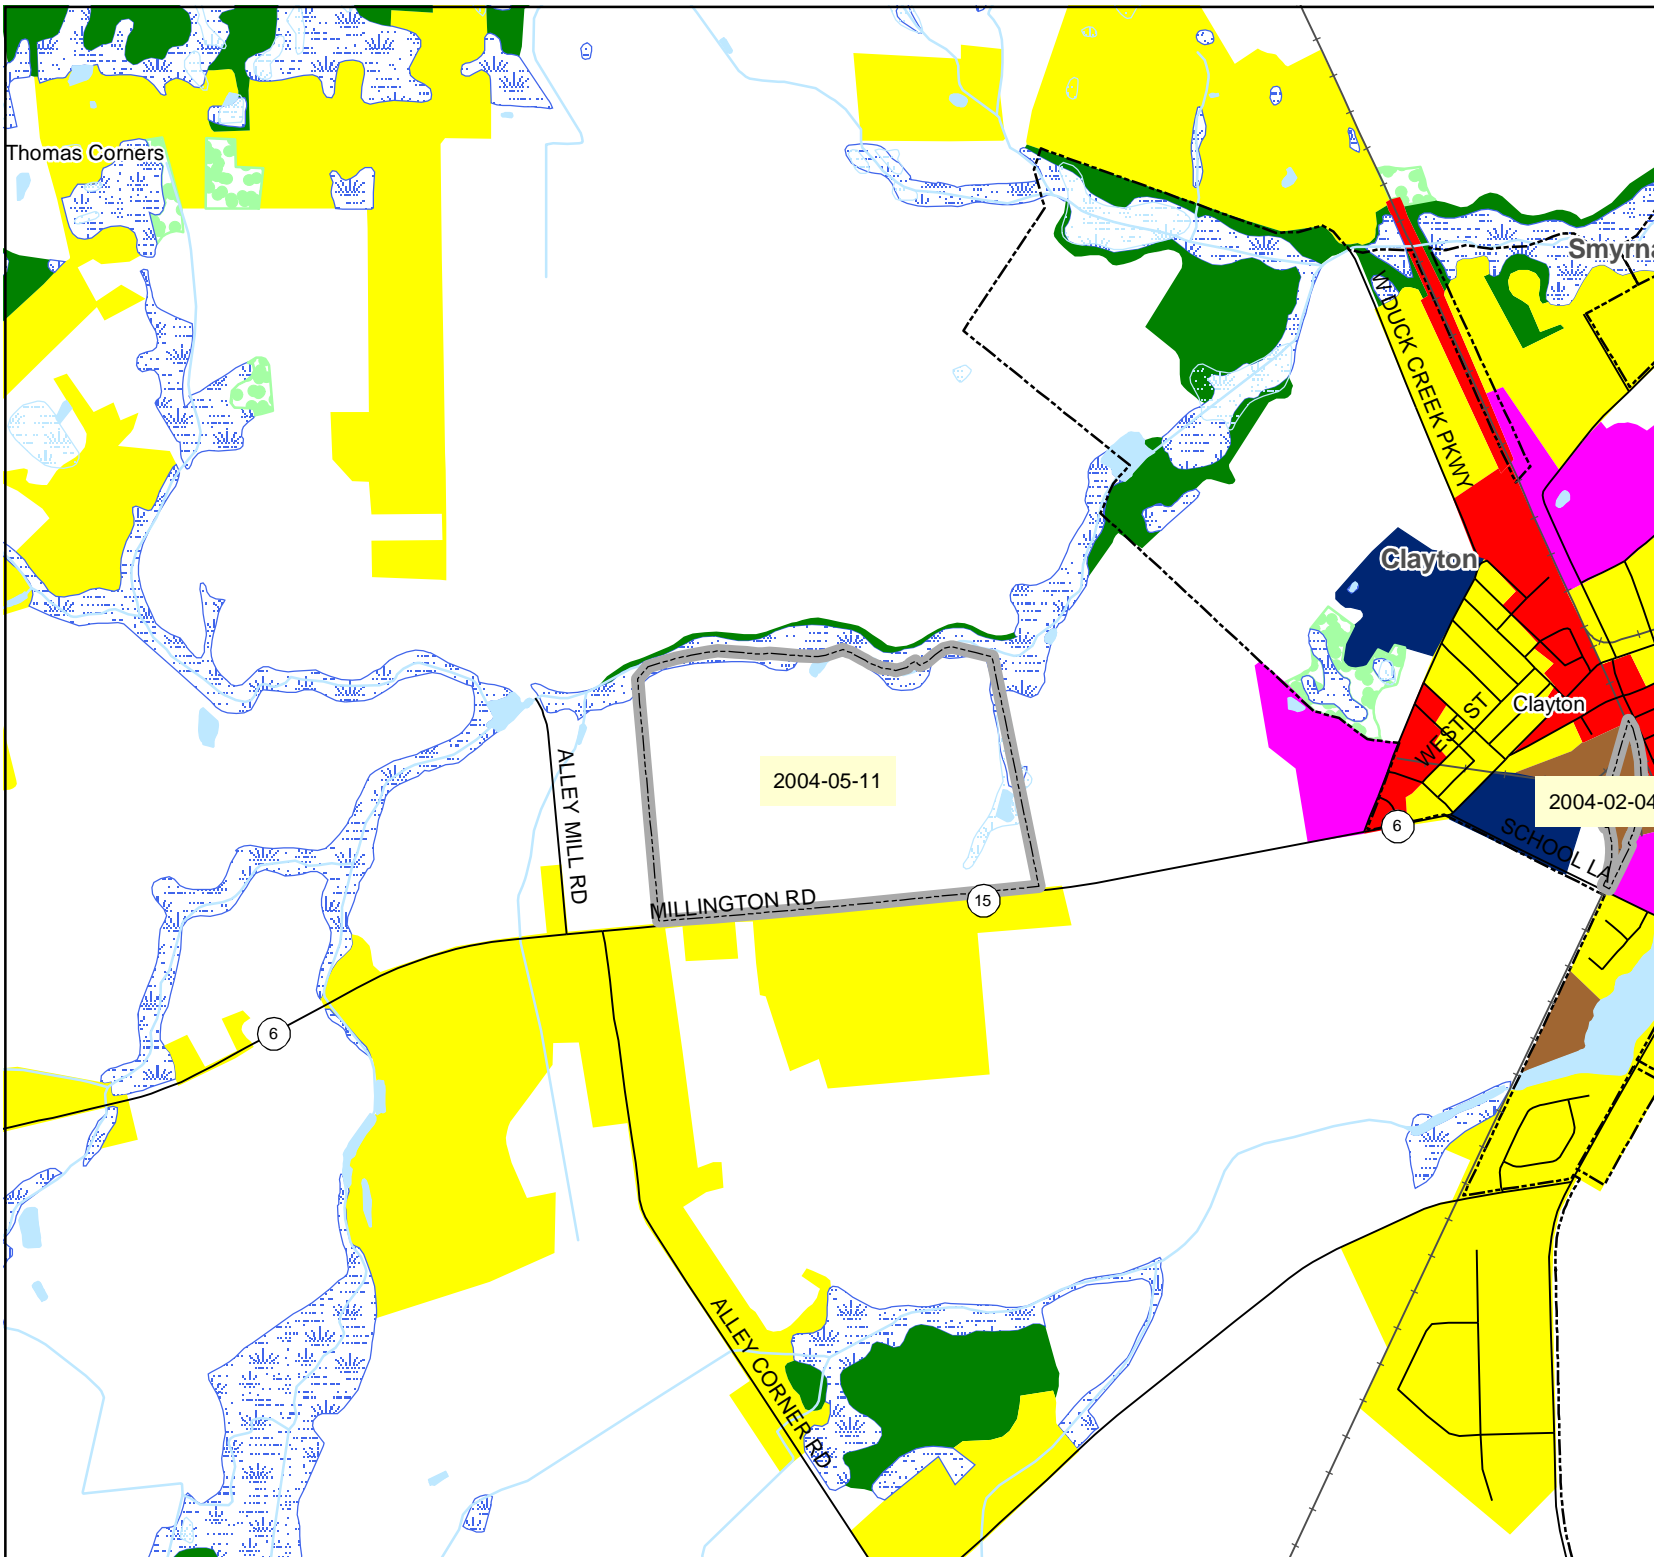 Thomas Corners
Smyrna
W DUCK CREEK PKWY
Clayton
WEST ST
Clayton
2004-05-11
2004-02-04
ALLEY MILL RD
6
SCHOOL LA
MILLINGTON RD
15
6
ALLEY CORNER RD